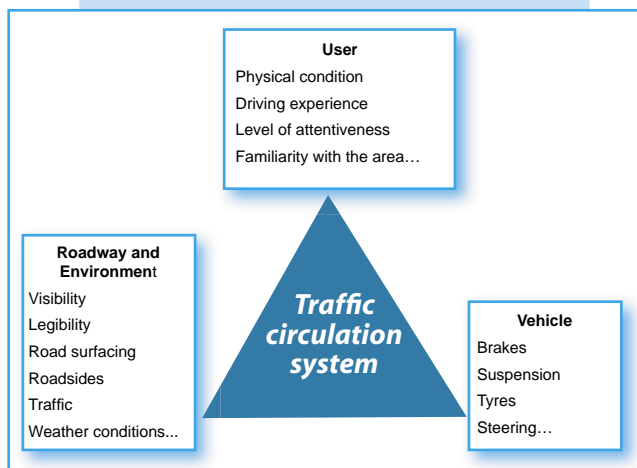 User
Physical condition
Driving experience
Level of attentiveness
Familiarity with the area…
Roadway and
Environment
Visibility
Legibility
Road surfacing
Roadsides
Traffic
Weather conditions...
Traffic
circulation
system
Vehicle
Brakes
Suspension
Tyres
Steering…